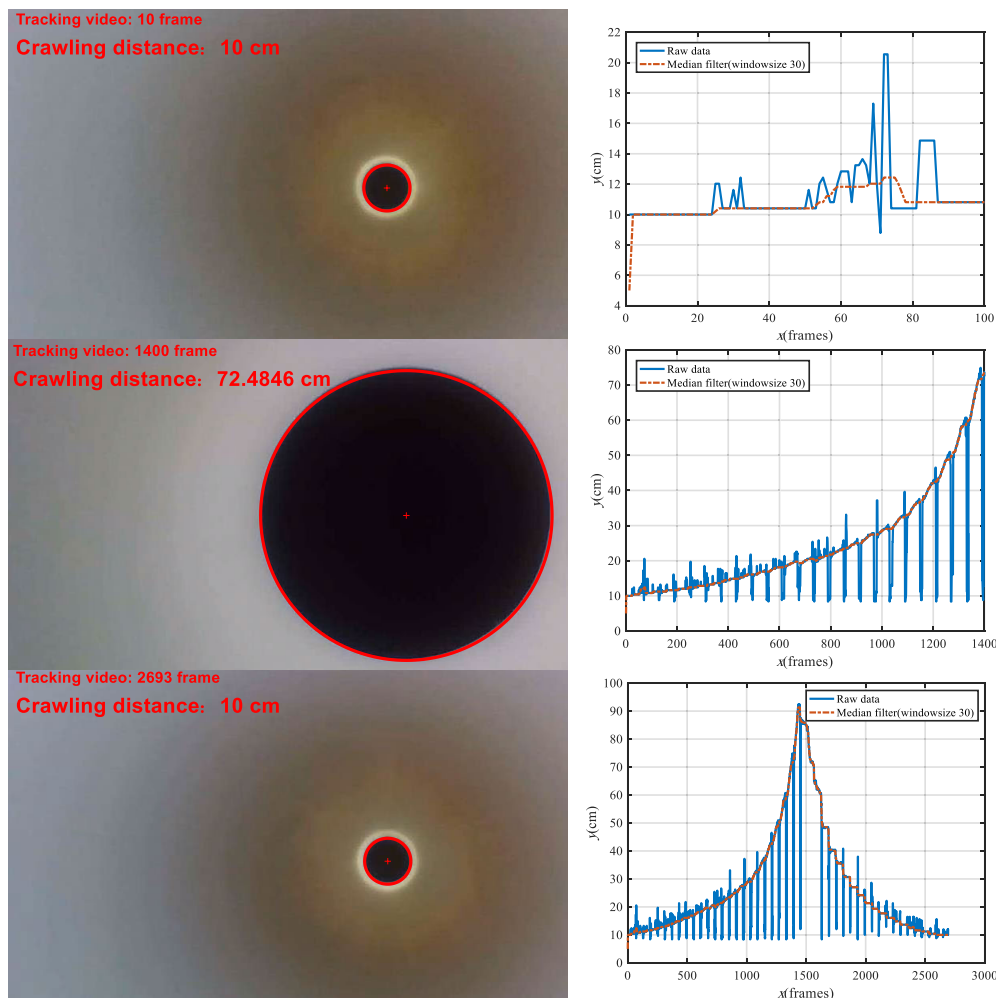 Tracking video: 10 frame
Crawling distance: 10 cm
22
20
18
16
14
12
10
8
6
4
y(cm)
Raw data
Median filter(windowsize 30)
0
20
40
60
80
100
x(frames)
Tracking video: 1400 frame
Crawling distance: 72.4846 cm
80
70
60
50
40
30
20
10
0
y(cm)
Raw data
Median filter(windowsize 30)
0
200
400
600
800
1000
1200
1400
x(frames)
Tracking video: 2693 frame
Crawling distance: 10 cm
100
90
80
70
60
50
40
30
20
10
0
y(cm)
Raw data
Median filter(windowsize 30)
0
500
1000
1500
2000
2500
3000
x(frames)